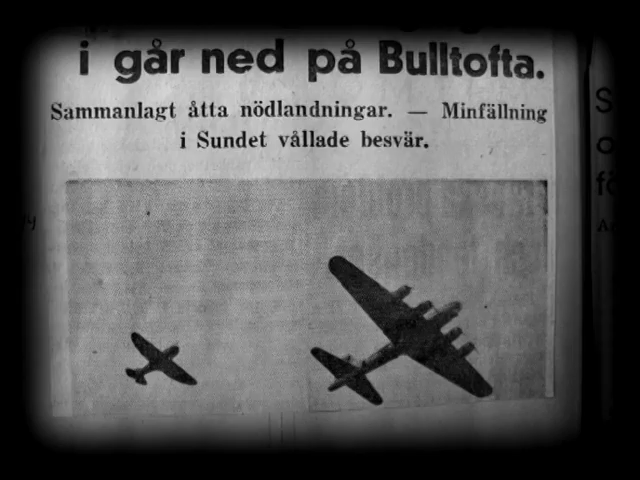 i går ned på Bulltofta.
Sammanlagt åtta nödlandningar. — Minfällning
i Sundet vållade besvär.